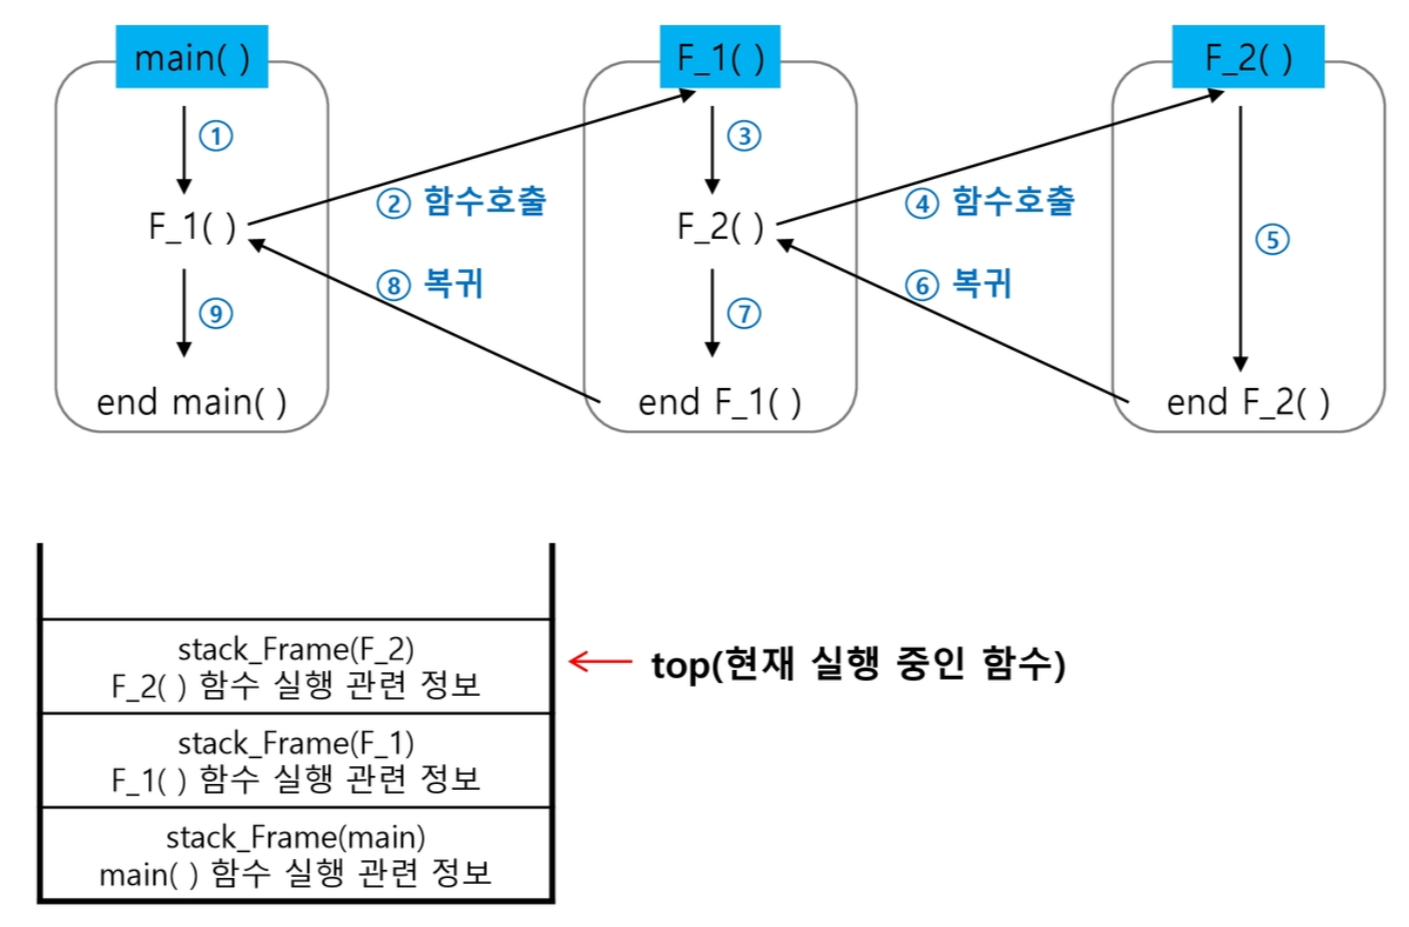 main( )
F_1( )
F_2( )
①
③
② 함수호출
④ 함수호출
F_1( )
F_2( )
⑤
⑧ 복귀
⑥ 복귀
⑨
⑦
end main( )
end F_1( )
end F_2( )
stack_Frame(F_2)
F_2( ) 함수 실행 관련 정보
top(현재 실행 중인 함수)
stack_Frame(F_1)
F_1( ) 함수 실행 관련 정보
stack_Frame(main)
main( ) 함수 실행 관련 정보